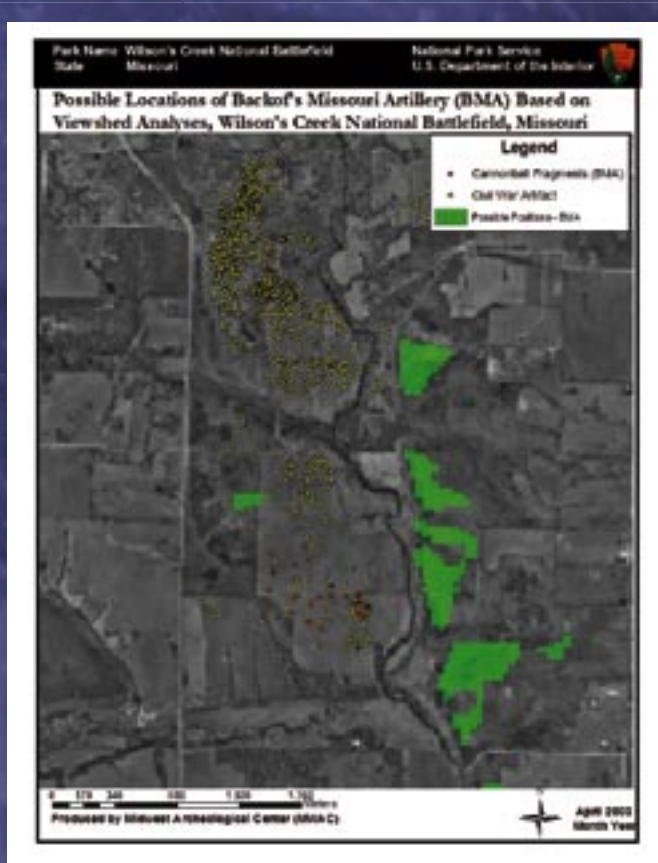 Park Name Wilson's Creek National Battlefield
State Missouri
National Park Service
U.S. Department of the Interior
Possible Locations of Backof's Missouri Artillery (BMA) Based on
Viewshed Analyses, Wilson's Creek National Battlefield, Missouri
Legend
Cannonball Fragments (BMA)
Civil War Artifact
Possible Positions - BMA
0
Meters
Produced by Midwest Archeological Center (MWAC)
April 2003
Month Year